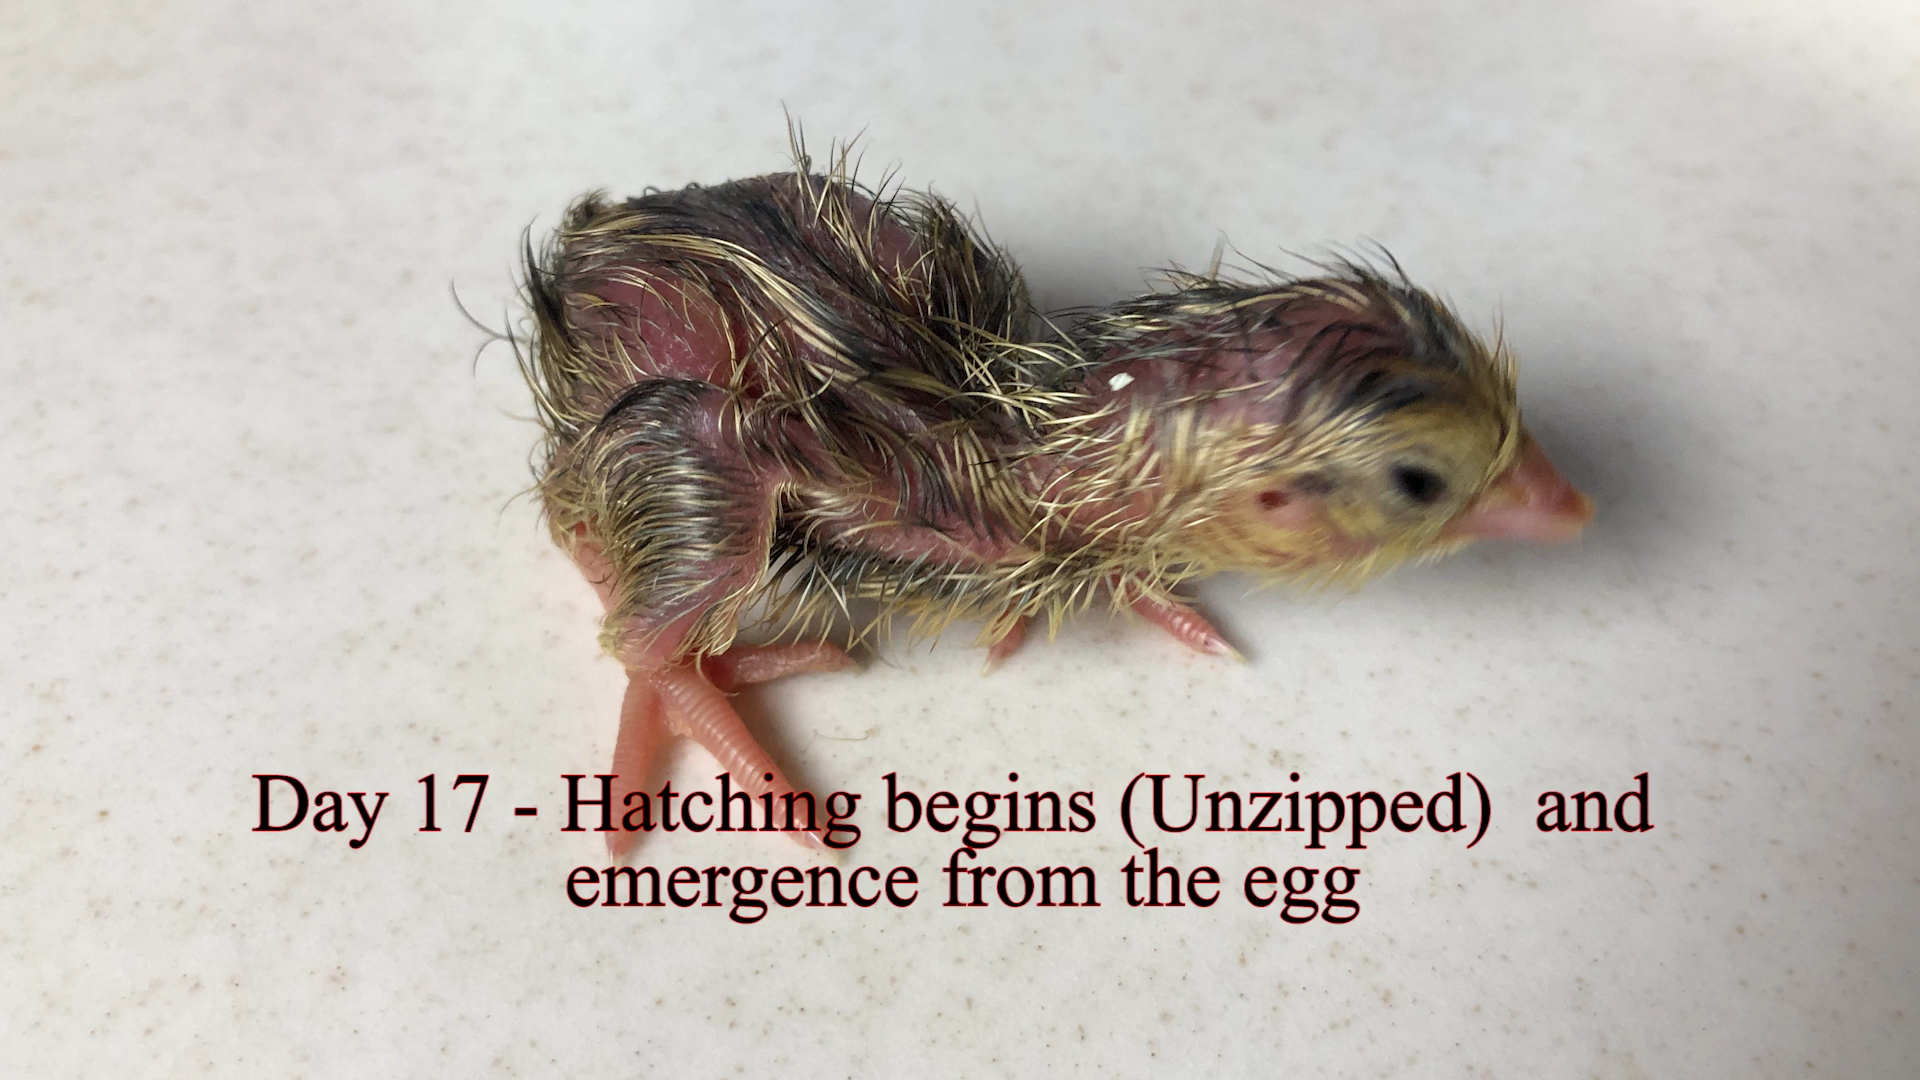 Day 17 - Hatching begins (Unzipped)  and
emergence from the egg